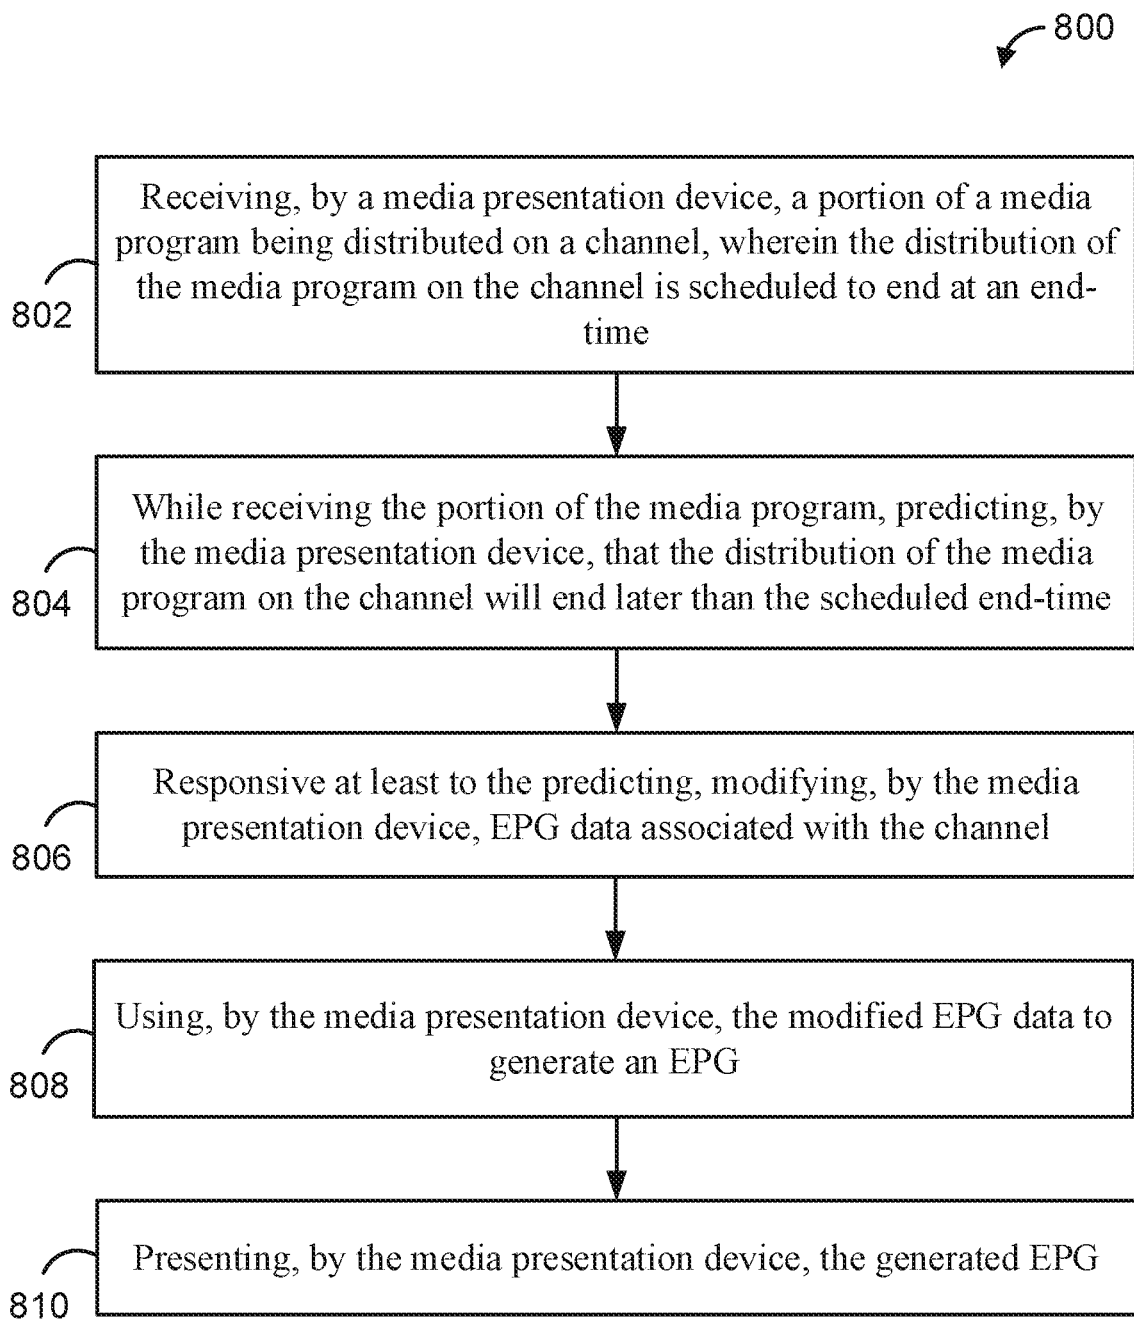 800
Receiving, by a media presentation device, a portion of a media
program being distributed on a channel, wherein the distribution of
the media program on the channel is scheduled to end at an end-
time
802
While receiving the portion of the media program, predicting, by
the media presentation device, that the distribution of the media
program on the channel will end later than the scheduled end-time
804
Responsive at least to the predicting, modifying, by the media
presentation device, EPG data associated with the channel
806
Using, by the media presentation device, the modified EPG data to
generate an EPG
808
Presenting, by the media presentation device, the generated EPG
810